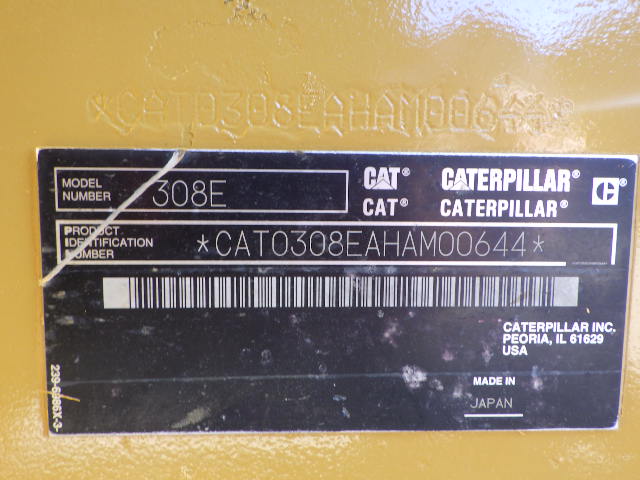 *CAT0308EAHAM00644*
MODEL NUMBER 308E
CAT® CATERPILLAR®
CAT® CATERPILLAR® C®
PRODUCT IDENTIFICATION NUMBER *CAT0308EAHAM00644*
CATERPILLAR INC.
PEORIA, IL 61629
USA
MADE IN
JAPAN